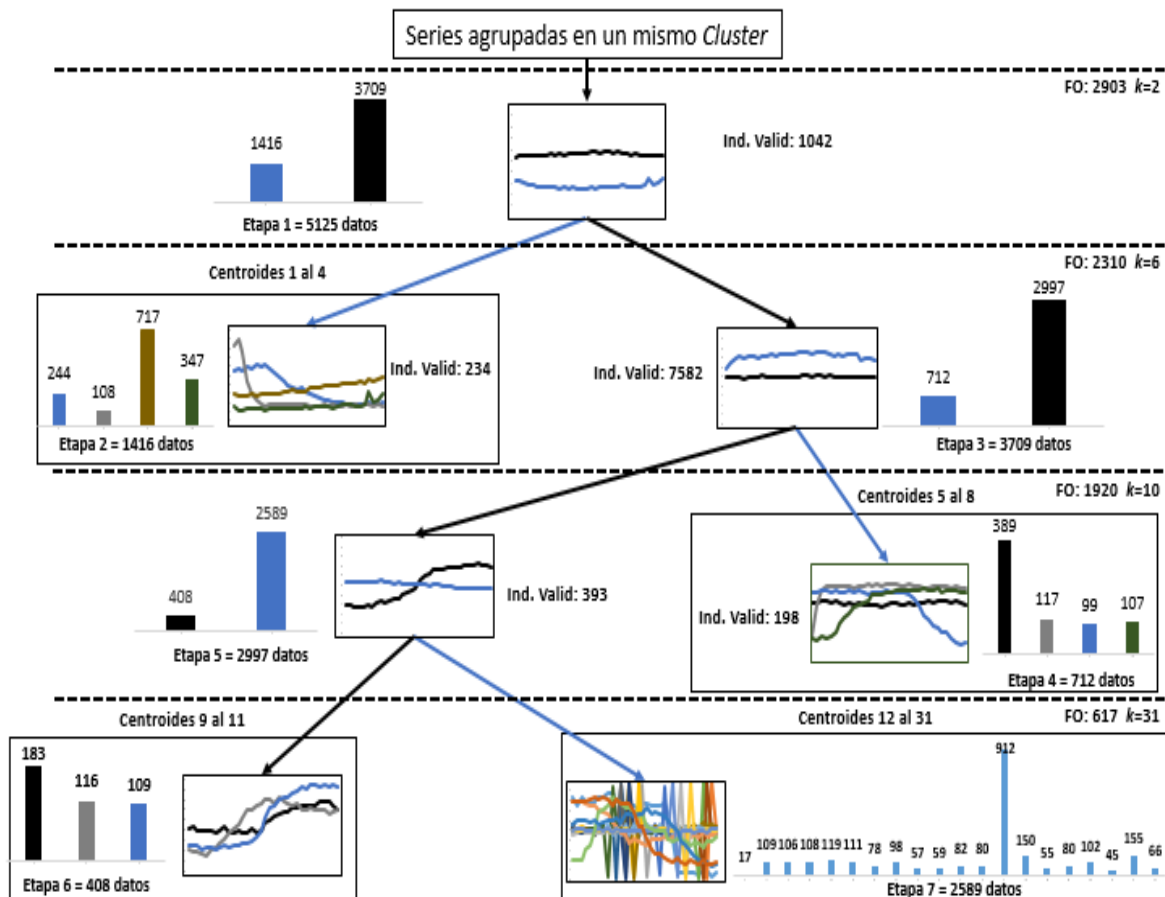 Series agrupadas en un mismo Cluster
FO: 2903 k=2
3709
1416
Ind. Valid: 1042
Etapa 1 = 5125 datos
Centroides 1 al 4
FO: 2310 k=6
2997
717
347
244
108
Ind. Valid: 234
Ind. Valid: 7582
712
Etapa 2 = 1416 datos
Etapa 3 = 3709 datos
Centroides 5 al 8
FO: 1920 k=10
2589
408
Ind. Valid: 393
389
117
99
107
Ind. Valid: 198
Etapa 5 = 2997 datos
Etapa 4 = 712 datos
Centroides 9 al 11
Centroides 12 al 31
FO: 617 k=31
183
116
109
912
17 109 106 108 119 111 78 98 57 59 82 80 150 55 80 102 45 155 66
Etapa 6 = 408 datos
Etapa 7 = 2589 datos